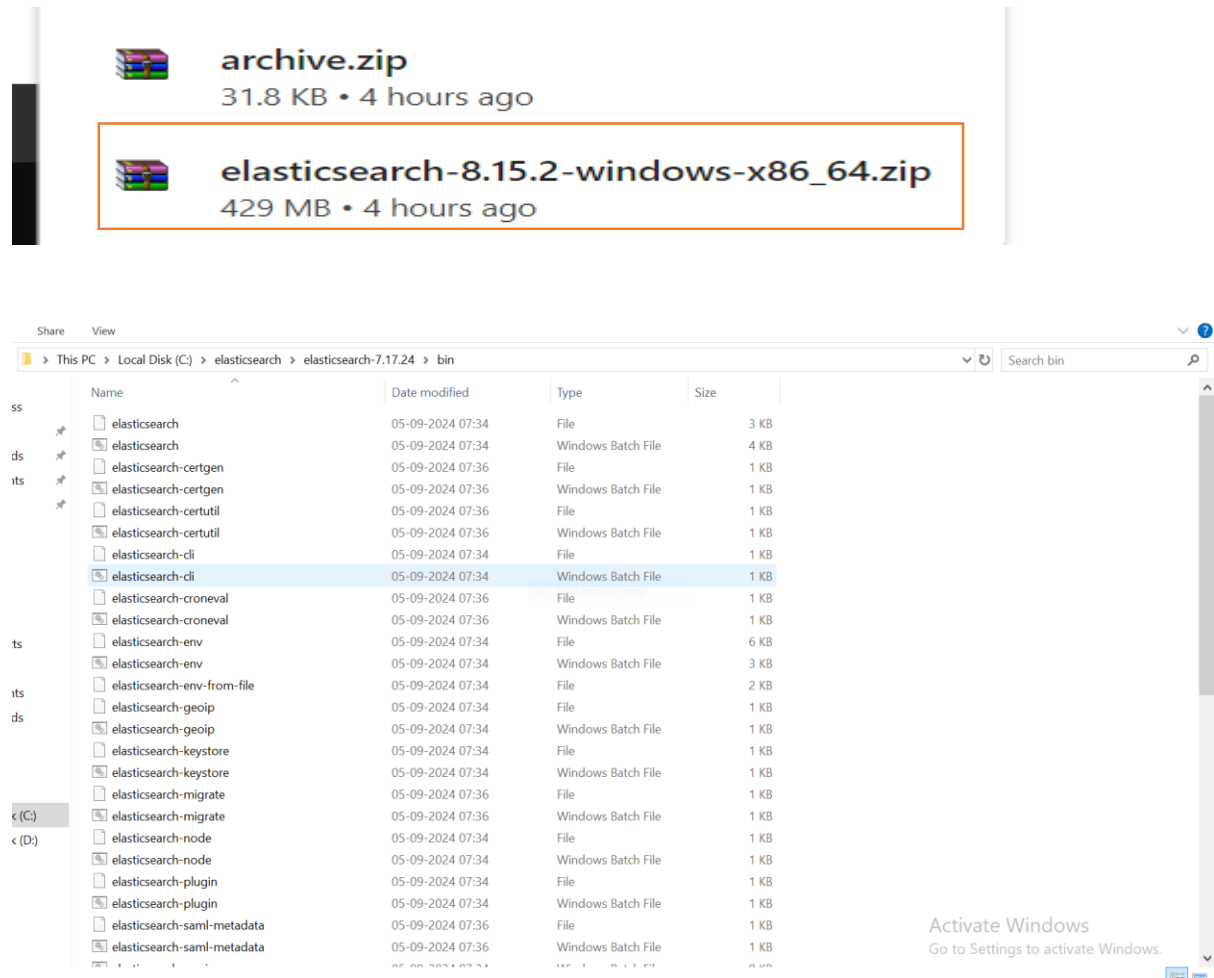 archive.zip
31.8 KB • 4 hours ago
elasticsearch-8.15.2-windows-x86_64.zip
429 MB • 4 hours ago
Share View
> This PC > Local Disk (C:) > elasticsearch > elasticsearch-7.17.24 > bin Search bin
Name Date modified Type Size
ss
elasticsearch 05-09-2024 07:34 File 3 KB
elasticsearch 05-09-2024 07:34 Windows Batch File 4 KB
ds
elasticsearch-certgen 05-09-2024 07:36 File 1 KB
nts
elasticsearch-certgen 05-09-2024 07:36 Windows Batch File 1 KB
elasticsearch-certutil 05-09-2024 07:36 File 1 KB
elasticsearch-certutil 05-09-2024 07:36 Windows Batch File 1 KB
elasticsearch-cli 05-09-2024 07:34 File 1 KB
elasticsearch-cli 05-09-2024 07:34 Windows Batch File 1 KB
elasticsearch-croneval 05-09-2024 07:36 File 1 KB
elasticsearch-croneval 05-09-2024 07:36 Windows Batch File 1 KB
ts elasticsearch-env 05-09-2024 07:34 File 6 KB
elasticsearch-env 05-09-2024 07:34 Windows Batch File 3 KB
nts elasticsearch-env-from-file 05-09-2024 07:34 File 2 KB
elasticsearch-geoip 05-09-2024 07:34 File 1 KB
ds
elasticsearch-geoip 05-09-2024 07:34 Windows Batch File 1 KB
elasticsearch-keystore 05-09-2024 07:34 File 1 KB
elasticsearch-keystore 05-09-2024 07:34 Windows Batch File 1 KB
elasticsearch-migrate 05-09-2024 07:36 File 1 KB
(C:) elasticsearch-migrate 05-09-2024 07:36 Windows Batch File 1 KB
(D:) elasticsearch-node 05-09-2024 07:34 File 1 KB
elasticsearch-node 05-09-2024 07:34 Windows Batch File 1 KB
elasticsearch-plugin 05-09-2024 07:34 File 1 KB
elasticsearch-plugin 05-09-2024 07:34 Windows Batch File 1 KB
elasticsearch-saml-metadata 05-09-2024 07:36 File 1 KB
elasticsearch-saml-metadata 05-09-2024 07:36 Windows Batch File 1 KB
Activate Windows
Go to Settings to activate Windows.